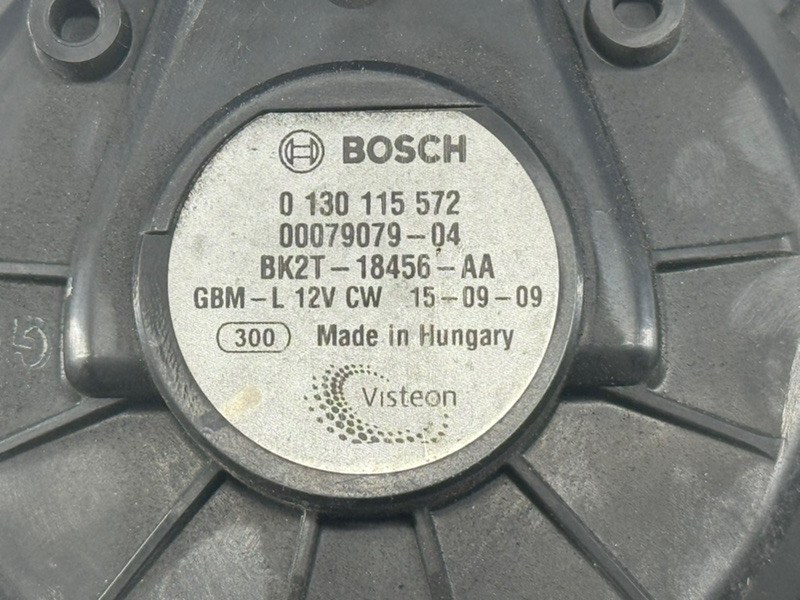 BOSCH
0 130 115 572
00079079-04
BK2T-18456-AA
GBM-L 12V CW 15-09-09
300 Made in Hungary
Visteon
5